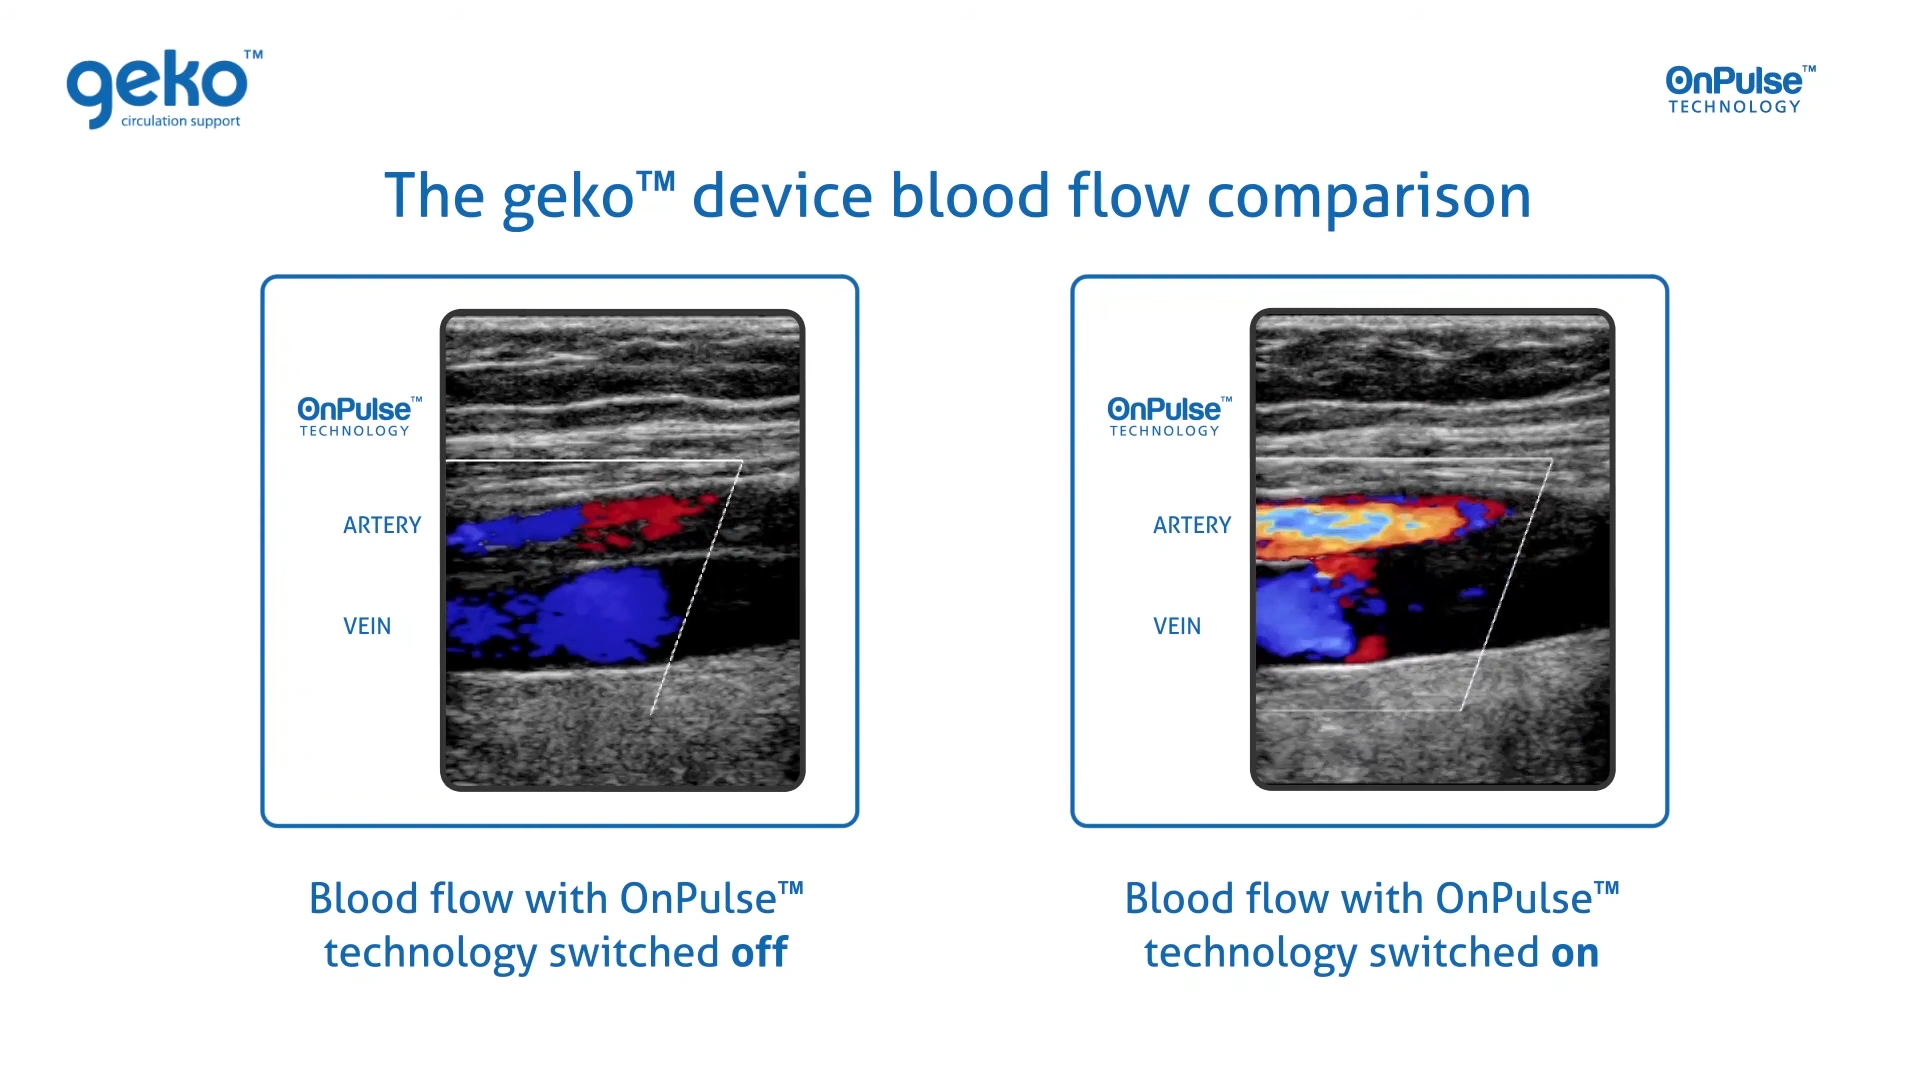 geko™
circulation support
OnPulse™
TECHNOLOGY
The geko™ device blood flow comparison
OnPulse™
TECHNOLOGY
ARTERY
VEIN
Blood flow with OnPulse™
technology switched off
OnPulse™
TECHNOLOGY
ARTERY
VEIN
Blood flow with OnPulse™
technology switched on